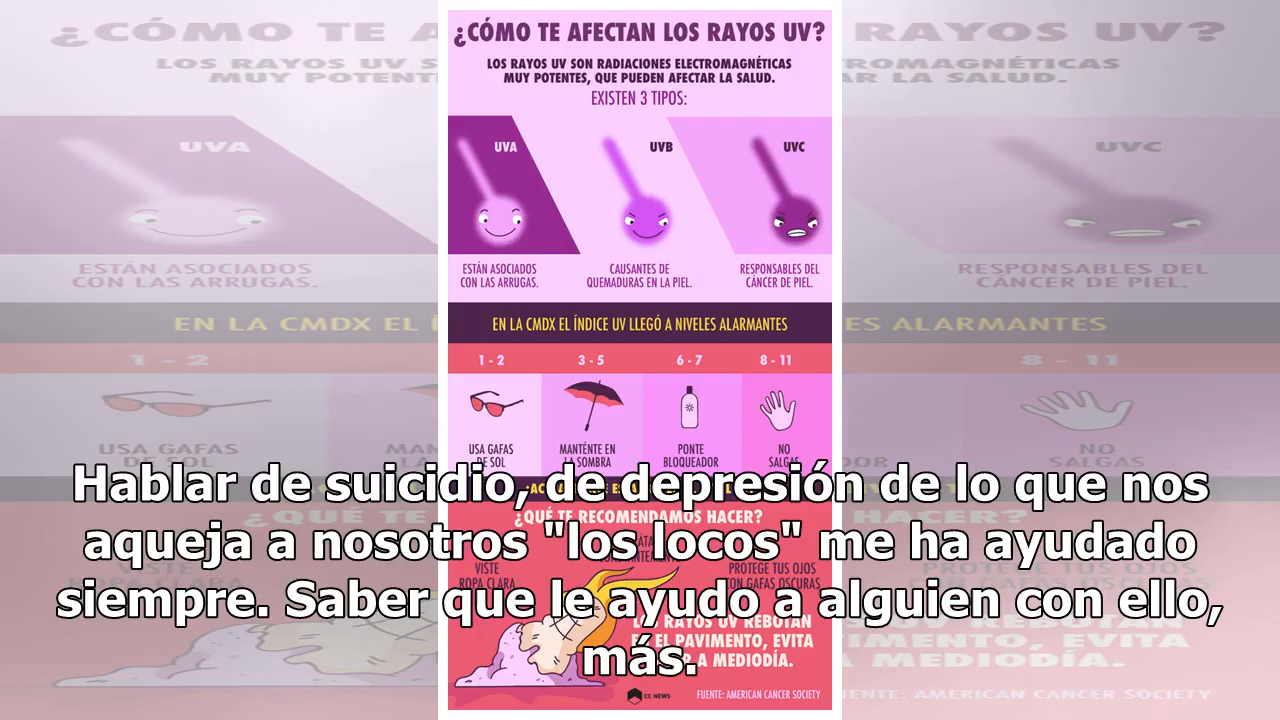 ¿CÓMO TE AFECTAN LOS RAYOS UV?
LOS RAYOS UV SON RADIACIONES ELECTROMAGNÉTICAS
MUY POTENTES, QUE PUEDEN AFECTAR LA SALUD.
EXISTEN 3 TIPOS:
UVA UVB UVC
ESTÁN ASOCIADOS CAUSANTES DE RESPONSABLES DEL
CON LAS ARRUGAS. QUEMADURAS EN LA PIEL. CÁNCER DE PIEL.
EN LA CMDX EL ÍNDICE UV LLEGÓ A NIVELES ALARMANTES
1 - 2 3 - 5 6 - 7 8 - 11
USA GAFAS MANTÉNTE EN PONTE NO
DE SOL LA SOMBRA BLOQUEADOR SALGAS
Hablar de suicidio, de depresión de lo que nos
aqueja a nosotros "los locos" me ha ayudado
siempre. Saber que le ayudo a alguien con ello,
más.
¿QUÉ TE RECOMENDAMOS HACER?
VISTE PROTEGE TUS OJOS
ROPA CLARA CON GAFAS OSCURAS
LOS RAYOS UV REBOTAN
EN EL PAVIMENTO, EVITA
A MEDIODÍA.
CC NEWS FUENTE: AMERICAN CANCER SOCIETY